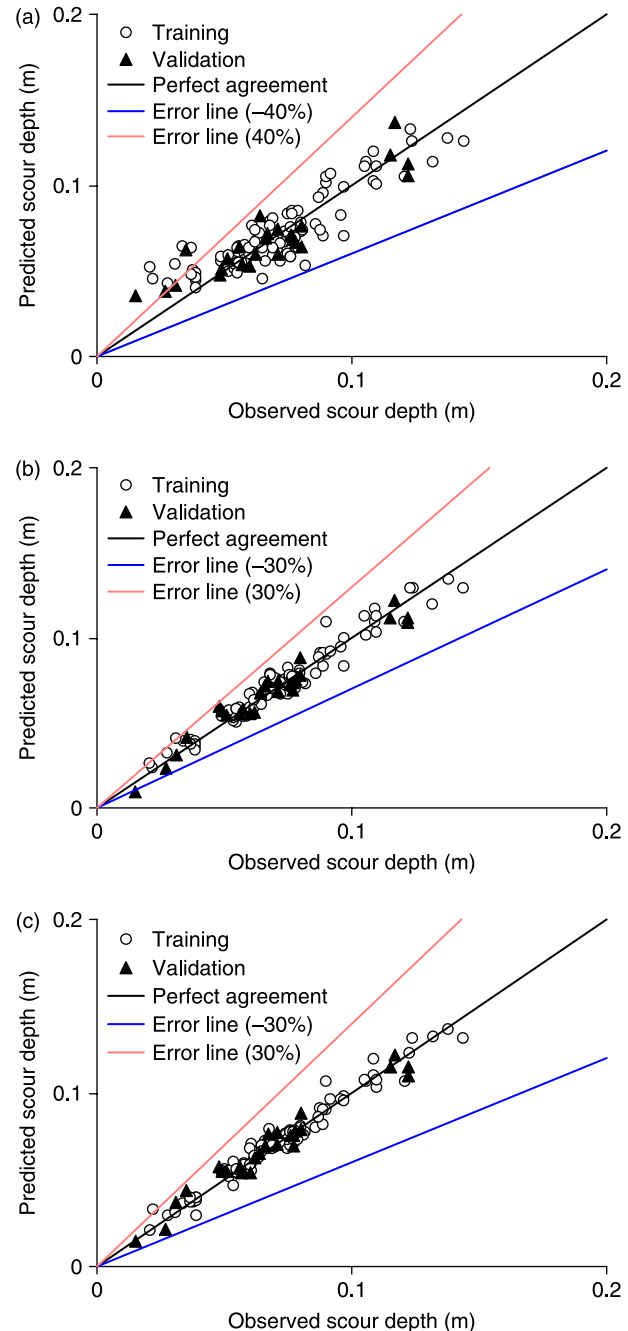 (a)
0.2
Training
Validation
Perfect agreement
Error line (–40%)
Error line (40%)
0.1
0
0
0.1
0.2
Predicted scour depth (m)
Observed scour depth (m)
(b)
0.2
Training
Validation
Perfect agreement
Error line (–30%)
Error line (30%)
0.1
0
0
0.1
0.2
Predicted scour depth (m)
Observed scour depth (m)
(c)
0.2
Training
Validation
Perfect agreement
Error line (–30%)
Error line (30%)
0.1
0
0
0.1
0.2
Predicted scour depth (m)
Observed scour depth (m)